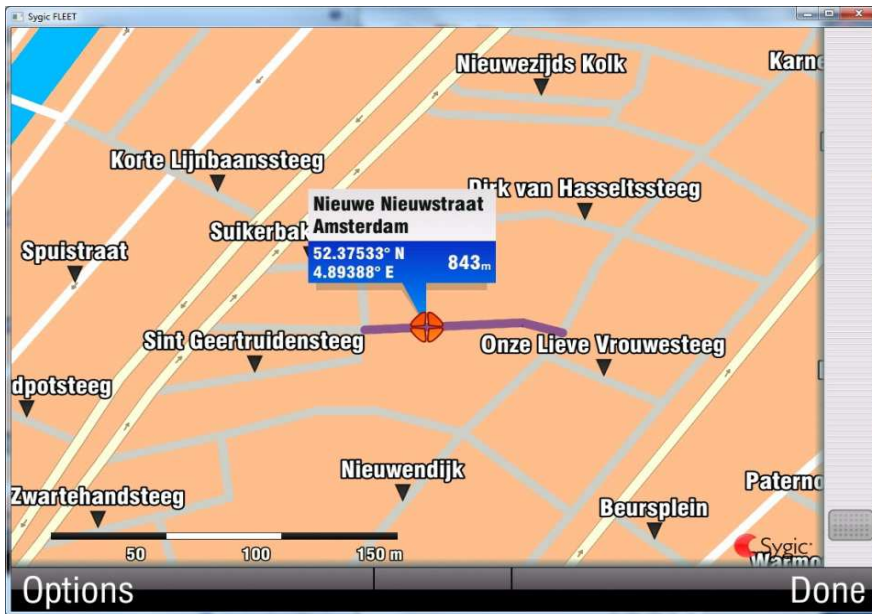 Sygic FLEET
Nieuwezijds Kolk
Karne
Korte Lijnbaanssteeg
Dirk van Hasseltssteeg
Nieuwe Nieuwstraat
Amsterdam
Suikerbak
52.37533° N
4.89388° E
843m
Spuistraat
Sint Geertruidensteeg
Onze Lieve Vrouwesteeg
dpotsteeg
Nieuwendijk
Paterno
Zwartehandsteeg
Beursplein
50
100
150 m
Sygic
Warmo
Options
Done